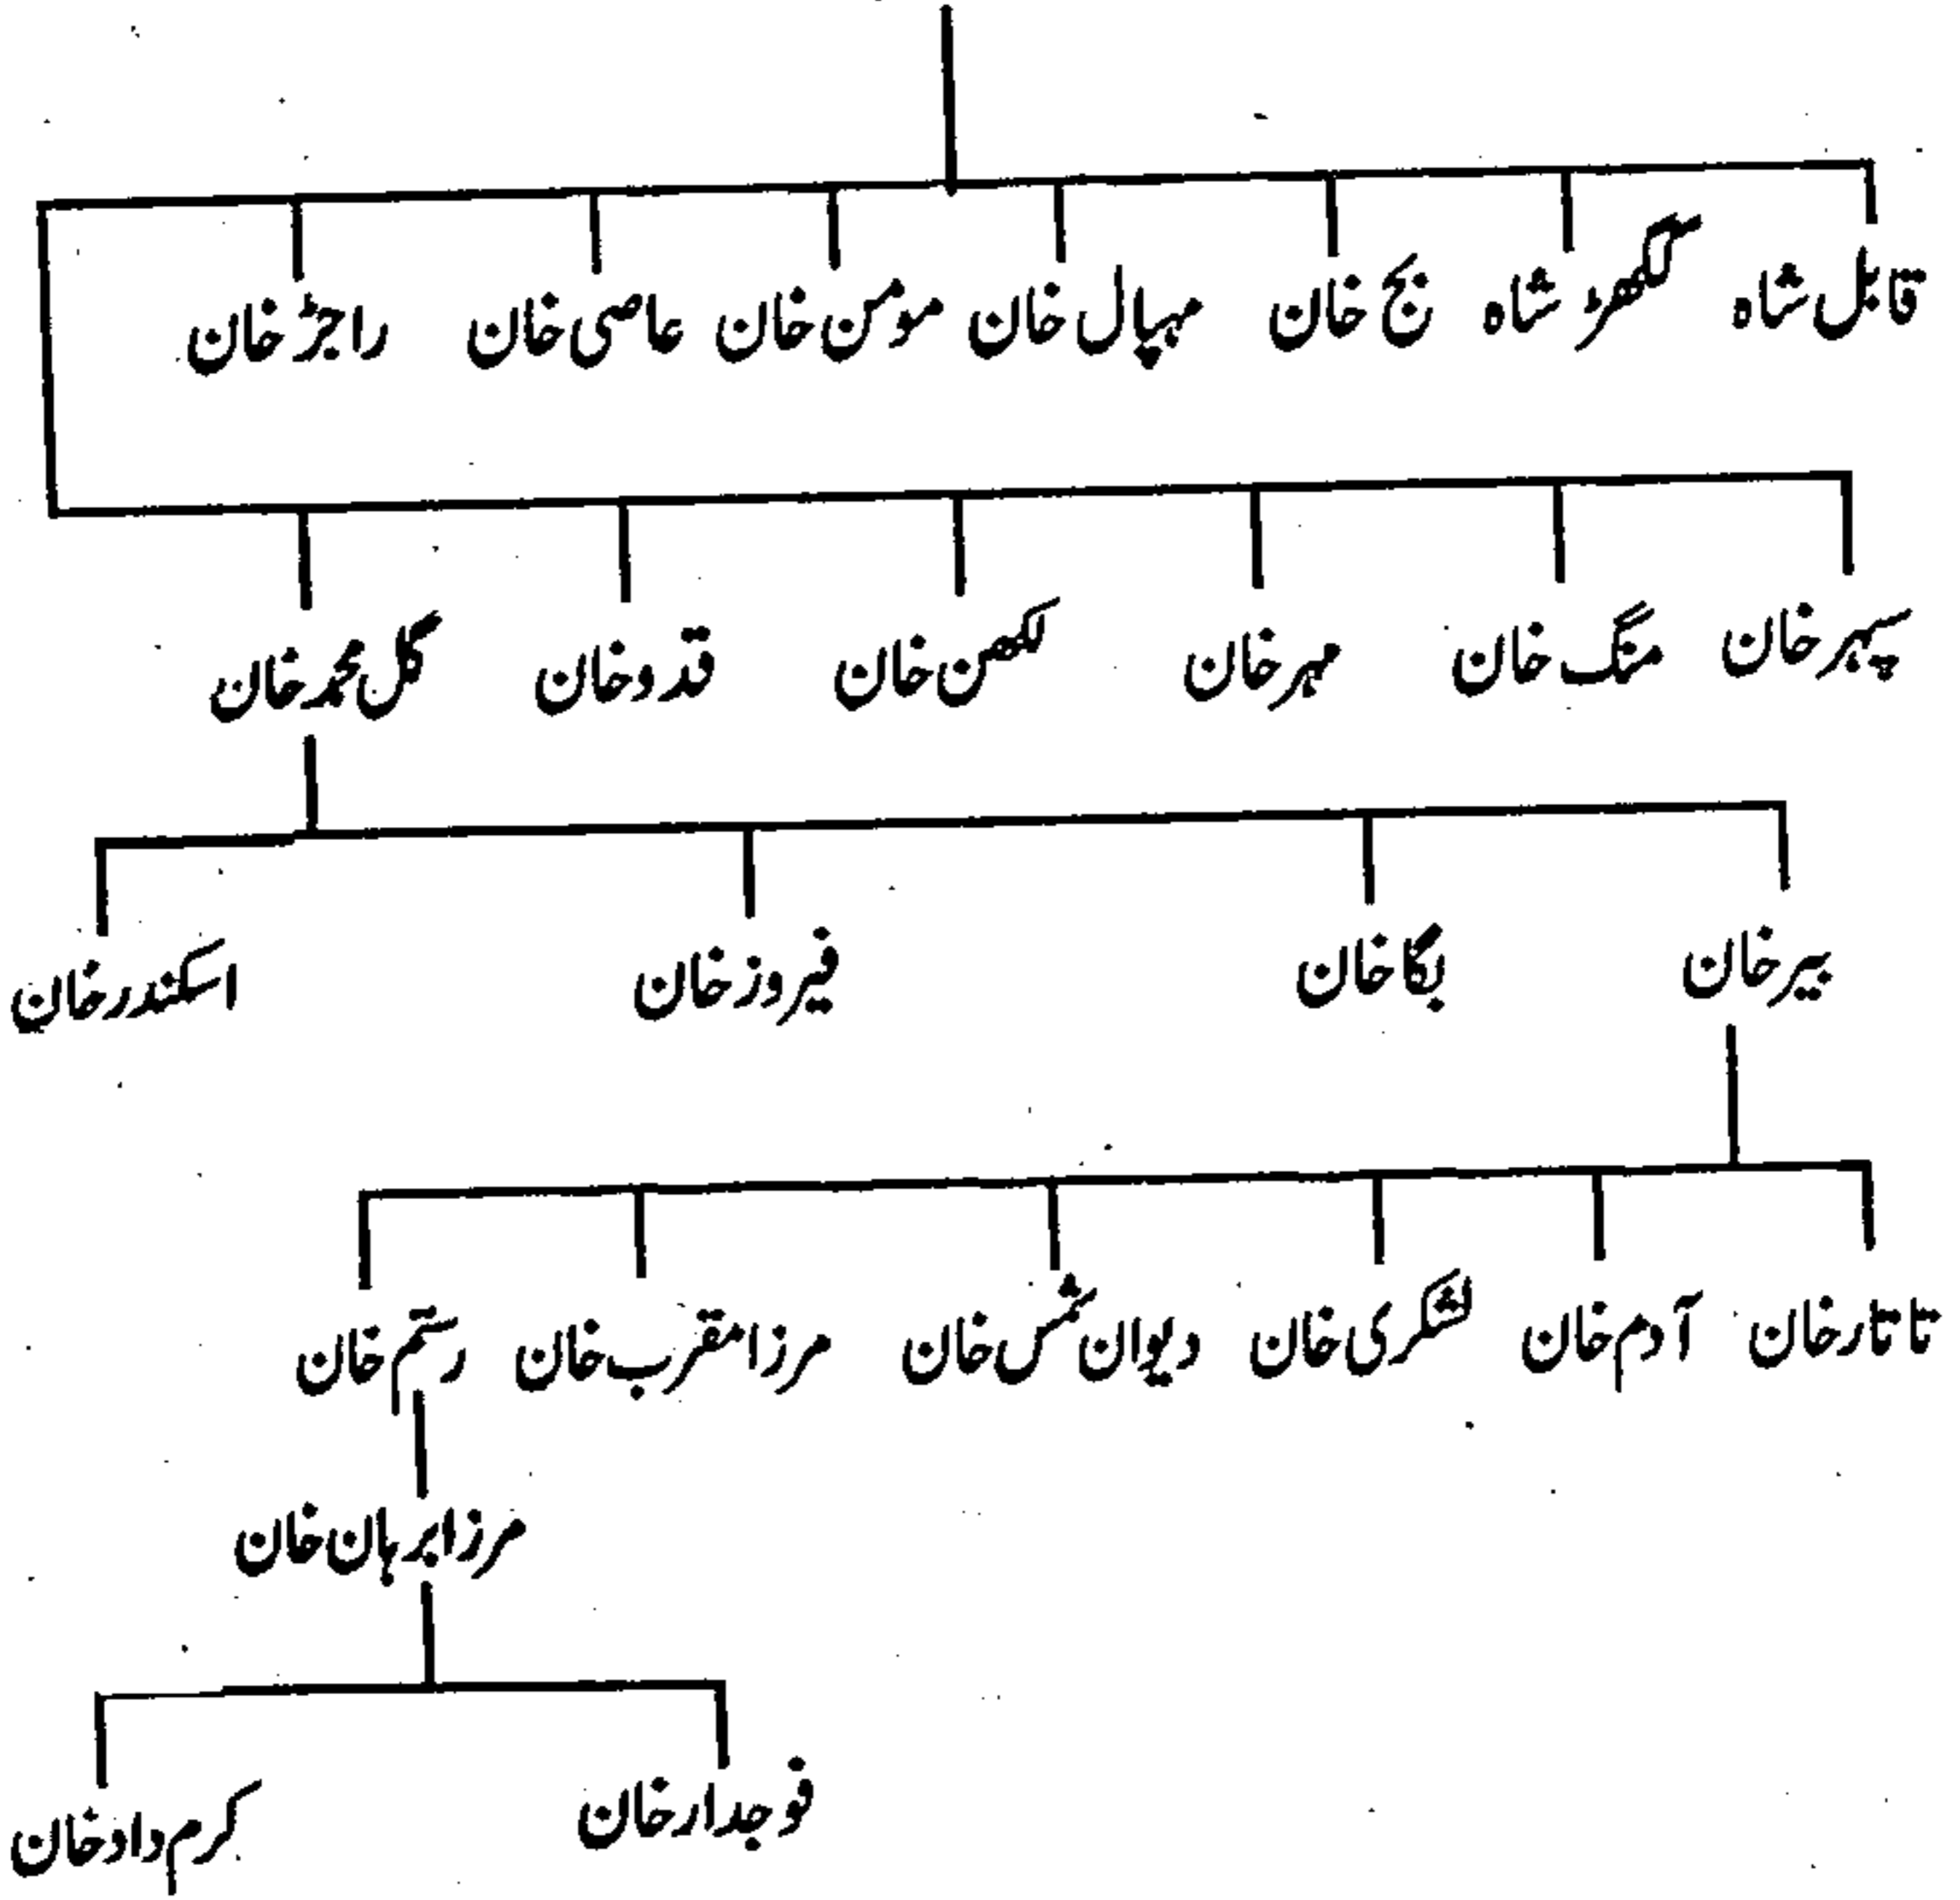 قابل شاہ گکھڑ شاہ نج خان مہپال خان مومن خان عاصی خان راجڑ خان
چہر خان منگ خان مہر خان لکھن خان قدو خان گل محمد خان
بیر خان بگا خان فیروز خان اسکندر خان
تاتار خان آدم خان لشکری خان دیوان شمس خان مرزا مقرب خان رستم خان
مرزا برہان خان
فوجدار خان کرم داد خان